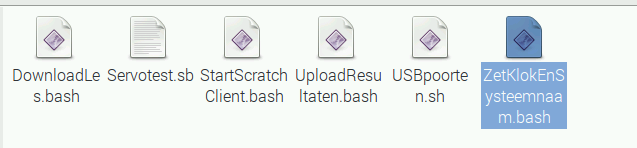 DownloadLe Servotest.sb StartScratch UploadResu USBpoorte ZetKlokEnS
s.bash Client.bash ltaten.bash n.sh ysteemnaa
m.bash